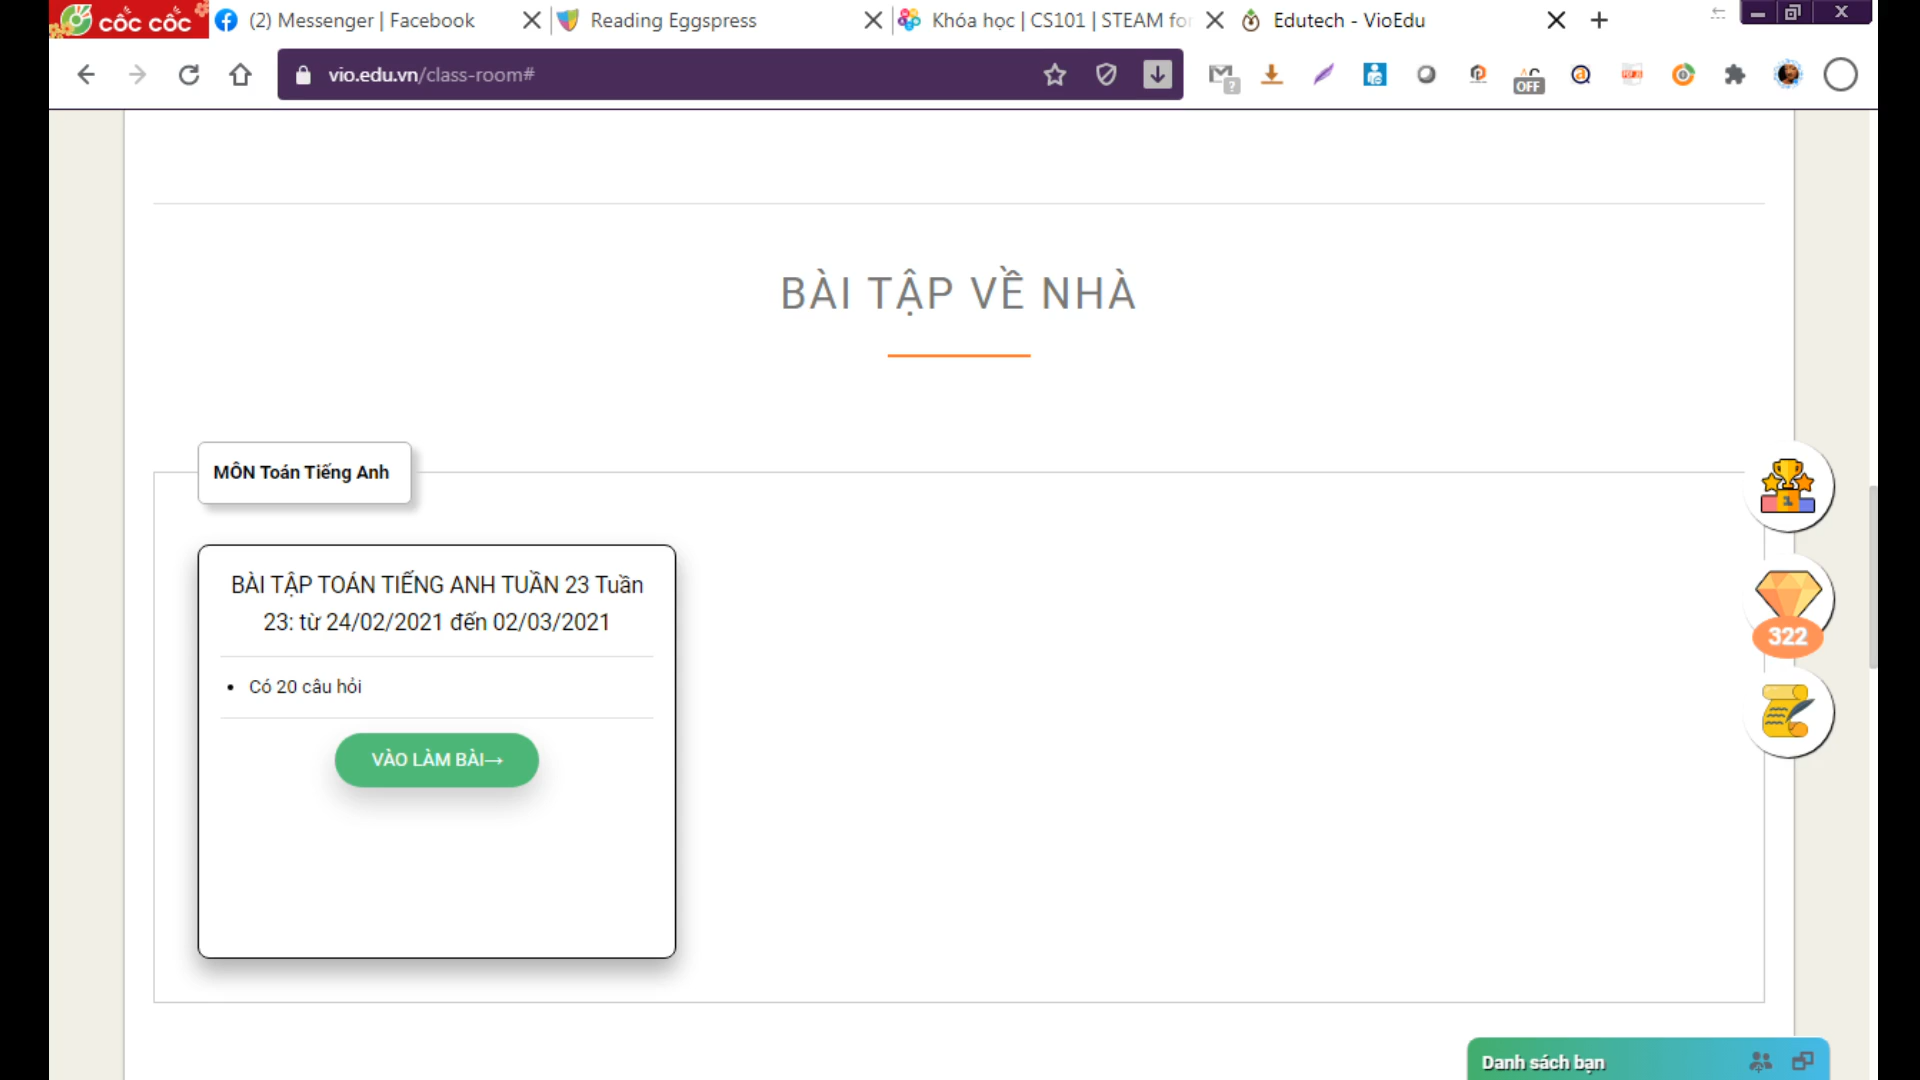 cốc cốc
(2) Messenger | Facebook
Reading Eggspress
Khóa học | CS101 | STEAM for
Edutech - VioEdu
vio.edu.vn/class-room#
OFF
BÀI TẬP VỀ NHÀ
MÔN Toán Tiếng Anh
BÀI TẬP TOÁN TIẾNG ANH TUẦN 23 Tuần
23: từ 24/02/2021 đến 02/03/2021
• Có 20 câu hỏi
VÀO LÀM BÀI→
1
322
Danh sách bạn